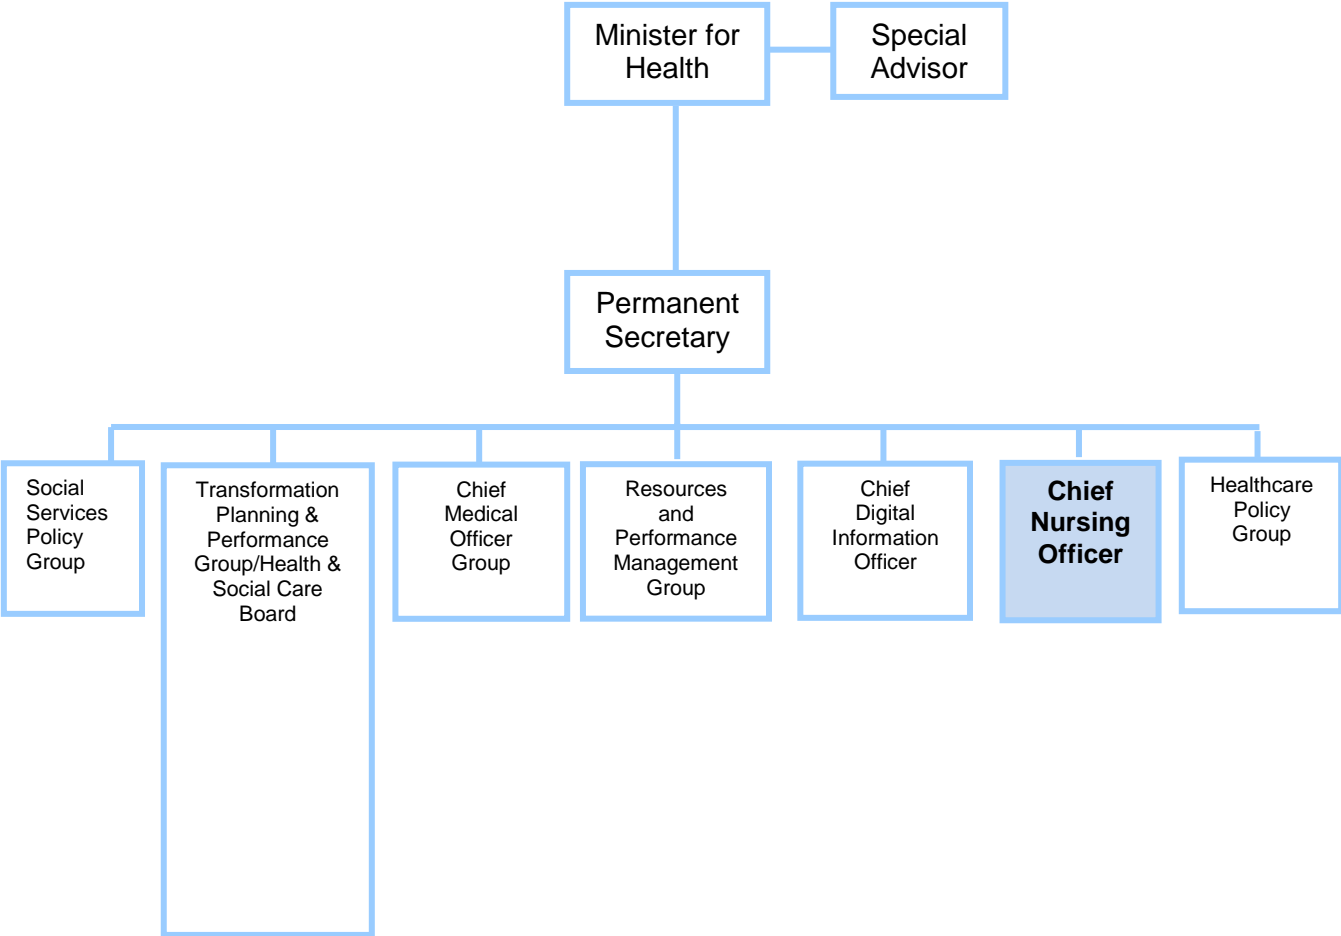 Minister for
Health
Special
Advisor
Permanent
Secretary
Social
Services
Policy
Group
Transformation
Planning &
Performance
Group/Health &
Social Care
Board
Chief
Medical
Officer
Group
Resources
and
Performance
Management
Group
Chief
Digital
Information
Officer
Chief
Nursing
Officer
Healthcare
Policy
Group